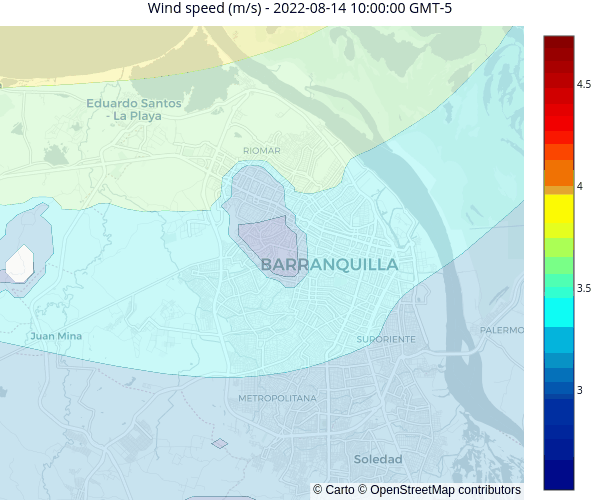 Wind speed (m/s) - 2022-08-14 10:00:00 GMT-5
4.5
Eduardo Santos
- La Playa
RIOMAR
4
BARRANQUILLA
3.5
Juan Mina
SURORIENTE
PALERMO
3
METROPOLITANA
Soledad
© Carto © OpenStreetMap contributors